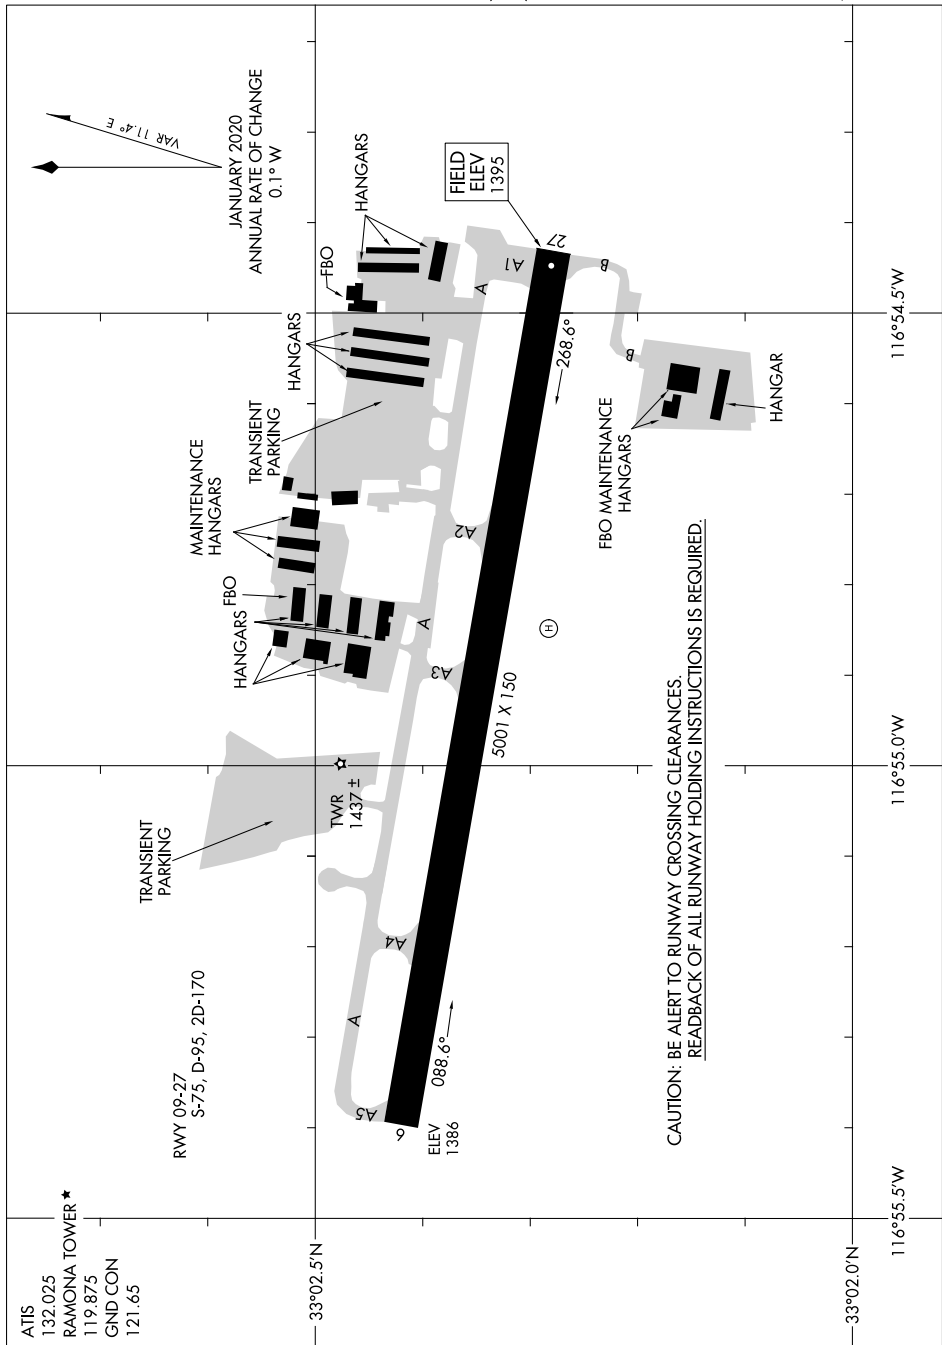 ATIS
132.025
RAMONA TOWER ★
119.875
GND CON
121.65
RWY 09-27
S-75, D-95, 2D-170
TRANSIENT
PARKING
HANGARS
FBO
MAINTENANCE
HANGARS
TRANSIENT
PARKING
HANGARS
FBO
HANGARS
JANUARY 2020
ANNUAL RATE OF CHANGE
0.1° W
VAR 11.4° E
TWR
1437 ±
FIELD
ELEV
1395
A5
A
A4
A3
A
A2
A
A1
9
27
ELEV
1386
088.6°
5001 X 150
268.6°
H
B
B
FBO MAINTENANCE
HANGARS
HANGAR
CAUTION: BE ALERT TO RUNWAY CROSSING CLEARANCES.
READBACK OF ALL RUNWAY HOLDING INSTRUCTIONS IS REQUIRED.
33°02.5'N
33°02.0'N
116°55.5'W
116°55.0'W
116°54.5'W